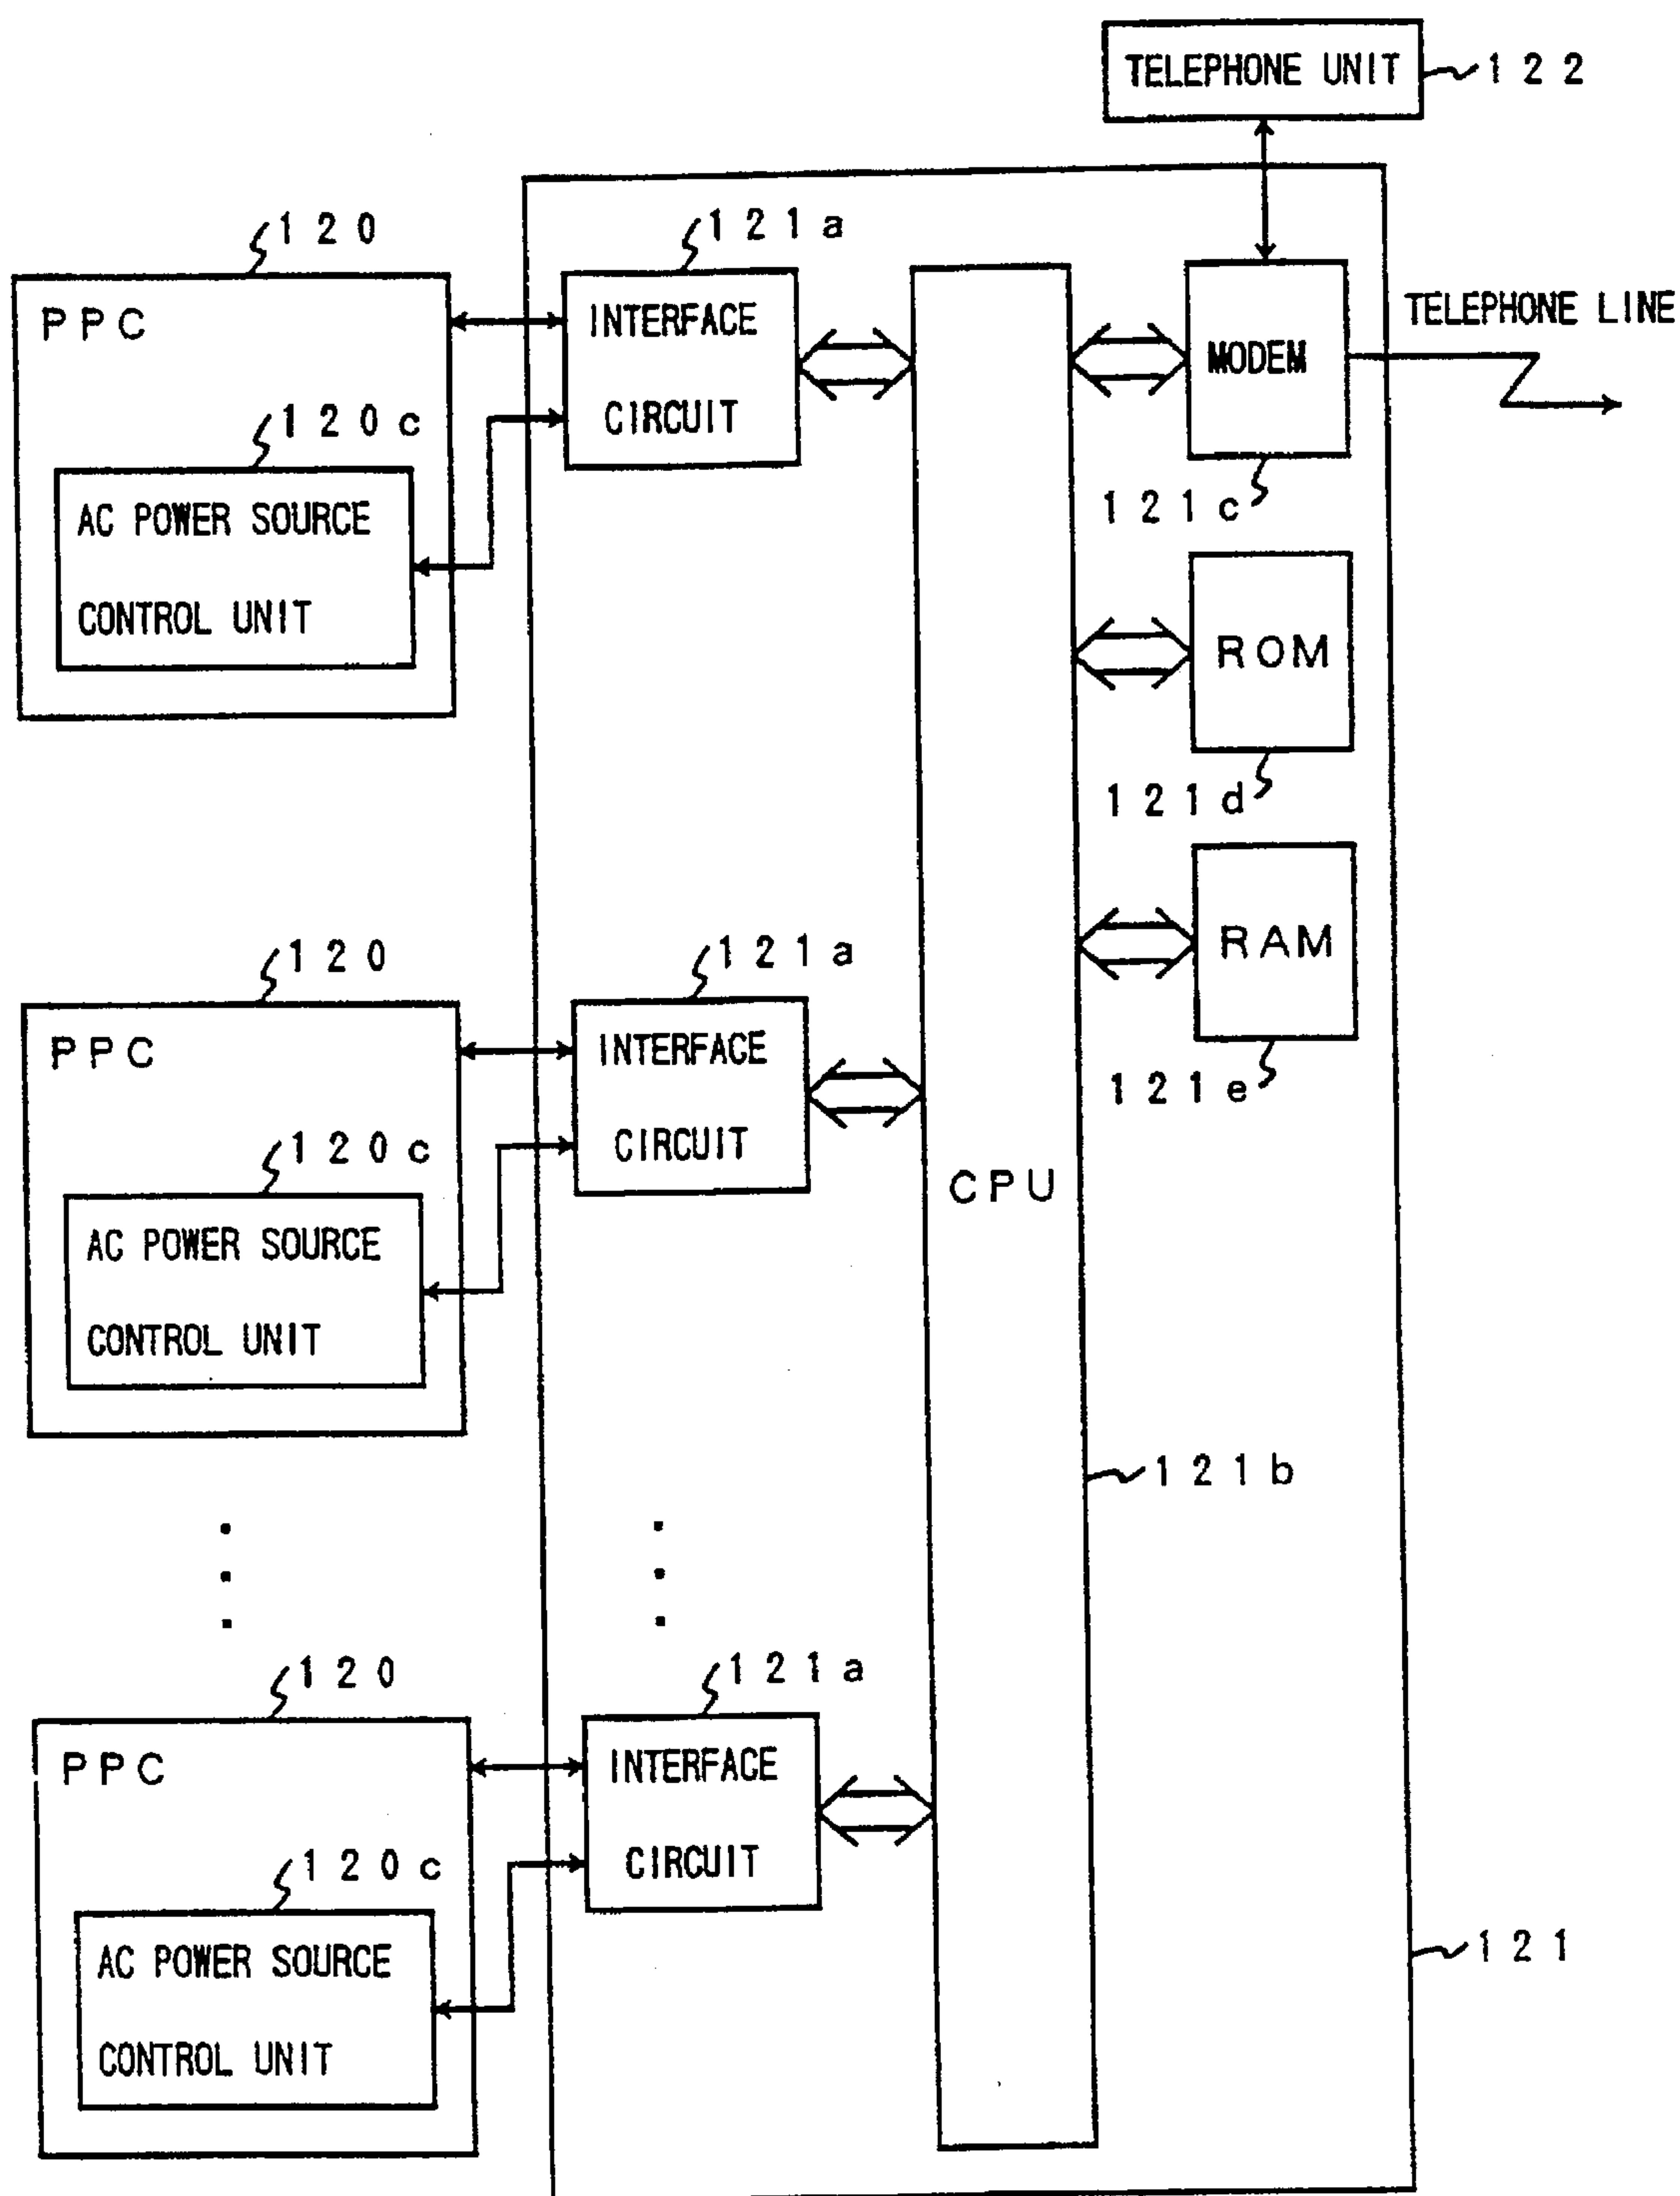 TELEPHONE UNIT
122
120
121a
PPC
INTERFACE
CIRCUIT
MODEM
TELEPHONE LINE
120c
AC POWER SOURCE
CONTROL UNIT
121c
ROM
121d
RAM
121e
120
121a
PPC
INTERFACE
CIRCUIT
120c
AC POWER SOURCE
CONTROL UNIT
CPU
121b
120
121a
PPC
INTERFACE
CIRCUIT
120c
AC POWER SOURCE
CONTROL UNIT
121